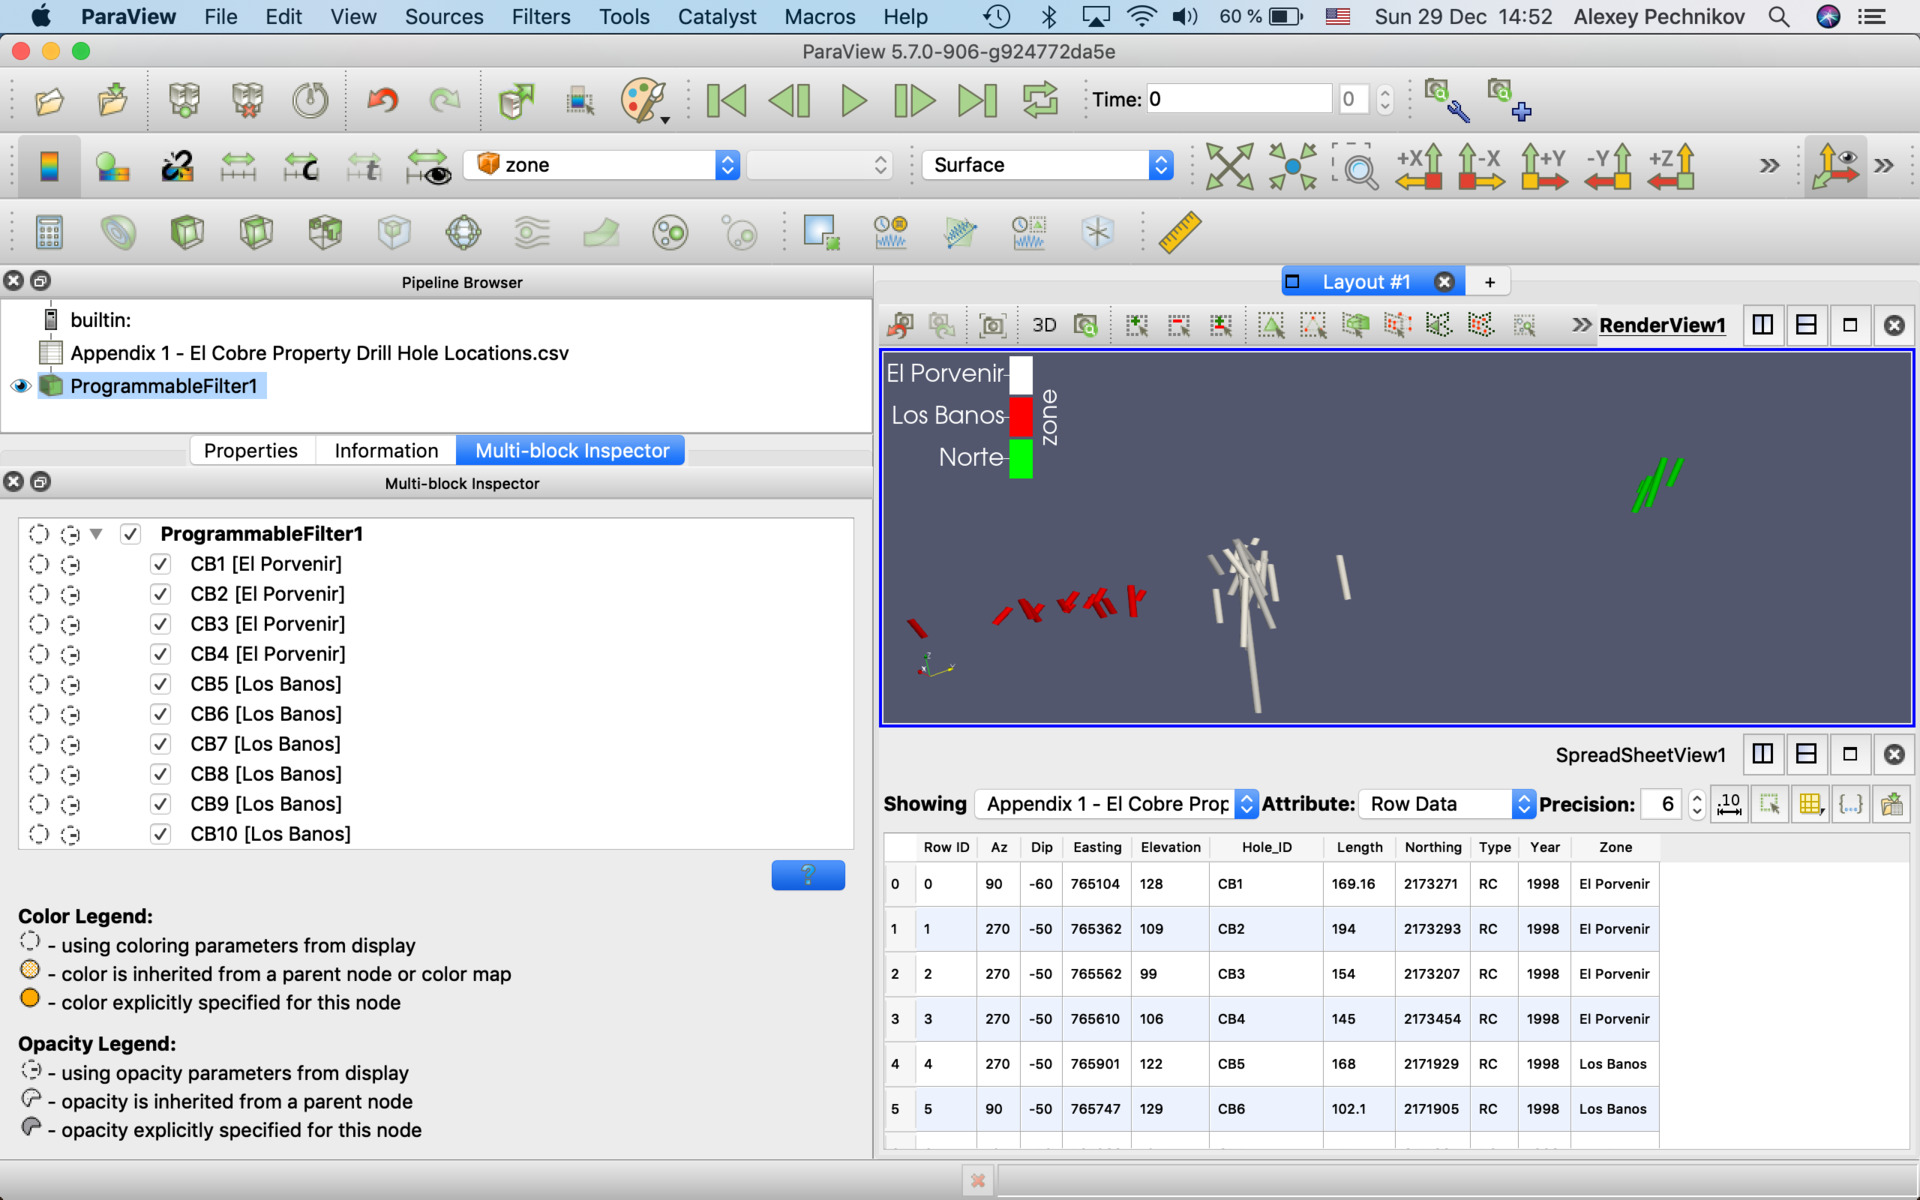 ParaView File Edit View Sources Filters Tools Catalyst Macros Help 60 % Sun 29 Dec 14:52 Alexey Pechnikov
ParaView 5.7.0-906-g924772da5e
Time: 0 0
zone Surface +X -X +Y -Y +Z
Pipeline Browser
builtin:
Appendix 1 - El Cobre Property Drill Hole Locations.csv
ProgrammableFilter1
Properties Information Multi-block Inspector
Multi-block Inspector
ProgrammableFilter1
CB1 [El Porvenir]
CB2 [El Porvenir]
CB3 [El Porvenir]
CB4 [El Porvenir]
CB5 [Los Banos]
CB6 [Los Banos]
CB7 [Los Banos]
CB8 [Los Banos]
CB9 [Los Banos]
CB10 [Los Banos]
?
Color Legend:
- using coloring parameters from display
- color is inherited from a parent node or color map
- color explicitly specified for this node
Opacity Legend:
- using opacity parameters from display
- opacity is inherited from a parent node
- opacity explicitly specified for this node
Layout #1 +
3D RenderView1
El Porvenir
Los Banos
Norte
zone
SpreadSheetView1
Showing Appendix 1 - El Cobre Prop Attribute: Row Data Precision: 6 .10
Row ID Az Dip Easting Elevation Hole_ID Length Northing Type Year Zone
0 0 90 -60 765104 128 CB1 169.16 2173271 RC 1998 El Porvenir
1 1 270 -50 765362 109 CB2 194 2173293 RC 1998 El Porvenir
2 2 270 -50 765562 99 CB3 154 2173207 RC 1998 El Porvenir
3 3 270 -50 765610 106 CB4 145 2173454 RC 1998 El Porvenir
4 4 270 -50 765901 122 CB5 168 2171929 RC 1998 Los Banos
5 5 90 -50 765747 129 CB6 102.1 2171905 RC 1998 Los Banos